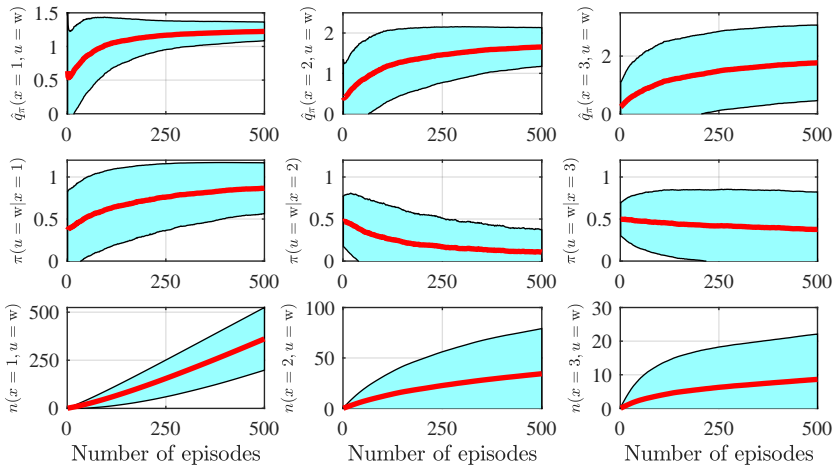 q̂π(x = 1, u = w)
1.5
1
0.5
0
0 250 500
q̂π(x = 2, u = w)
2
1
0
0 250 500
q̂π(x = 3, u = w)
2
0
0 250 500
π(u = w|x = 1)
1
0.5
0
0 250 500
π(u = w|x = 2)
1
0.5
0
0 250 500
π(u = w|x = 3)
1
0.5
0
0 250 500
n(x = 1, u = w)
500
250
0
0 250 500
Number of episodes
n(x = 2, u = w)
100
50
0
0 250 500
Number of episodes
n(x = 3, u = w)
30
20
10
0
0 250 500
Number of episodes